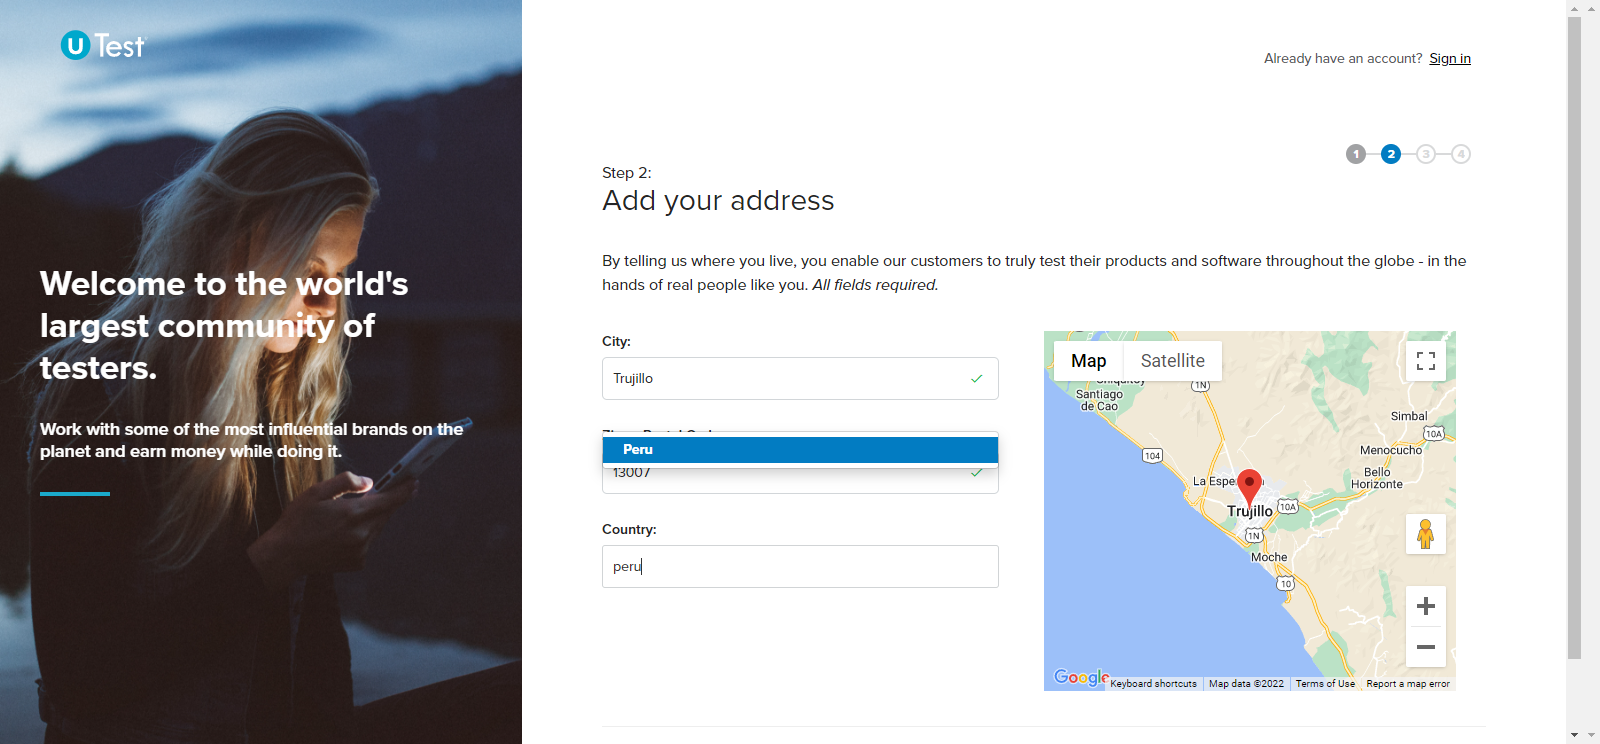 U Test
Already have an account? Sign in
1 2 3 4
Step 2:
Add your address
Welcome to the world's
largest community of
testers.
Work with some of the most influential brands on the
planet and earn money while doing it.
By telling us where you live, you enable our customers to truly test their products and software throughout the globe - in the
hands of real people like you. All fields required.
City:
Trujillo
Peru
13007
Country:
peru
Map Satellite
1N
Santiago
de Cao
Simbal
10A
104
Menocucho
Bello
Horizonte
La Espe
10A
Trujillo
1N
Moche
10
Google
Keyboard shortcuts Map data ©2022 Terms of Use Report a map error